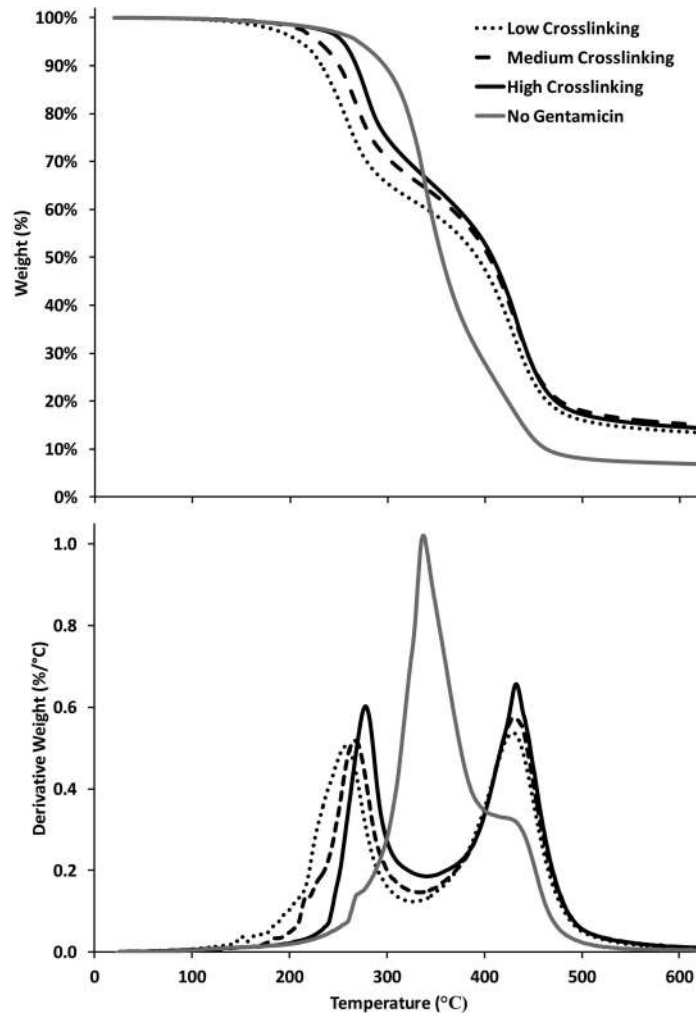 100%
90%
80%
70%
60%
50%
40%
30%
20%
10%
0%
Weight (%)
Low Crosslinking
Medium Crosslinking
High Crosslinking
No Gentamicin
1.0
0.8
0.6
0.4
0.2
0.0
Derivative Weight (%/°C)
0 100 200 300 400 500 600
Temperature (°C)